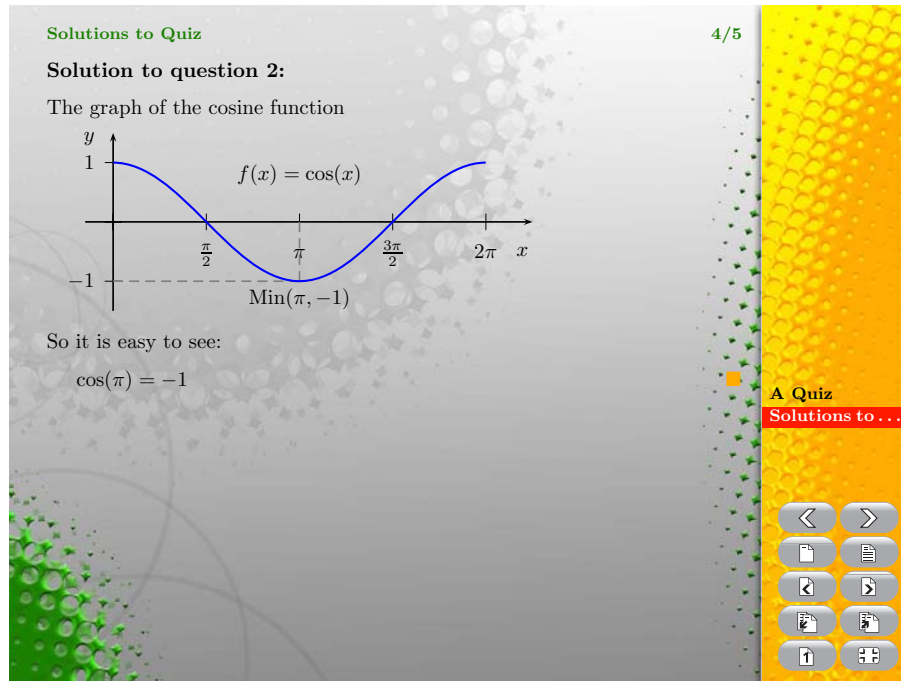 Solutions to Quiz
4/5
Solution to question 2:
The graph of the cosine function
y
1
f(x) = cos(x)
π/2
π
3π/2
2π
x
−1
Min(π, −1)
So it is easy to see:
cos(π) = −1
A Quiz
Solutions to . . .
1